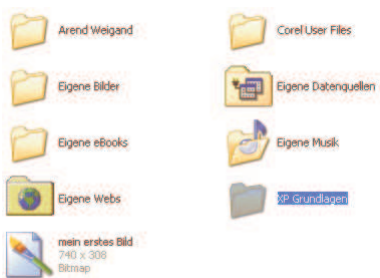 Arend Weigand
Corel User Files
Eigene Bilder
Eigene Datenquellen
Eigene eBooks
Eigene Musik
Eigene Webs
XP Grundlagen
mein erstes Bild
740 x 308
Bitmap